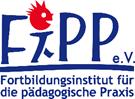 FiPP e.V.
Fortbildungsinstitut für
die pädagogische Praxis